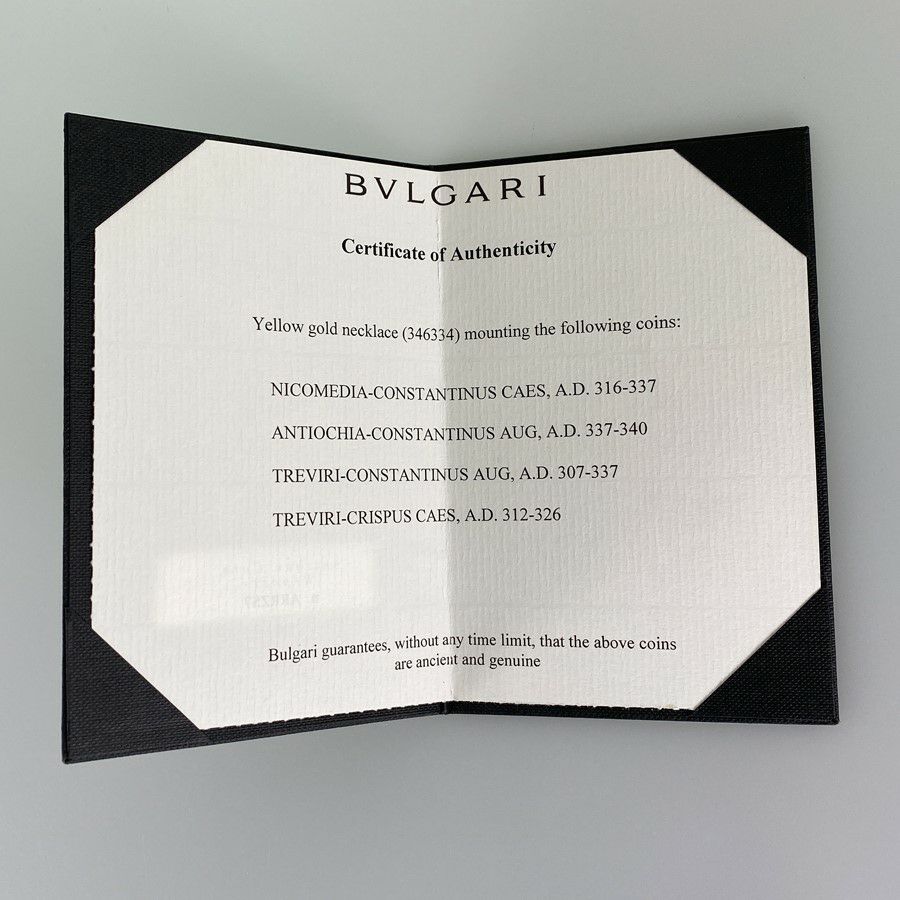 BVLGARI
Certificate of Authenticity
Yellow gold necklace (346334) mounting the following coins:
NICOMEDIA-CONSTANTINUS CAES, A.D. 316-337
ANTIOCHIA-CONSTANTINUS AUG, A.D. 337-340
TREVIRI-CONSTANTINUS AUG, A.D. 307-337
TREVIRI-CRISPUS CAES, A.D. 312-326
Bulgari guarantees, without any time limit, that the above coins
are ancient and genuine